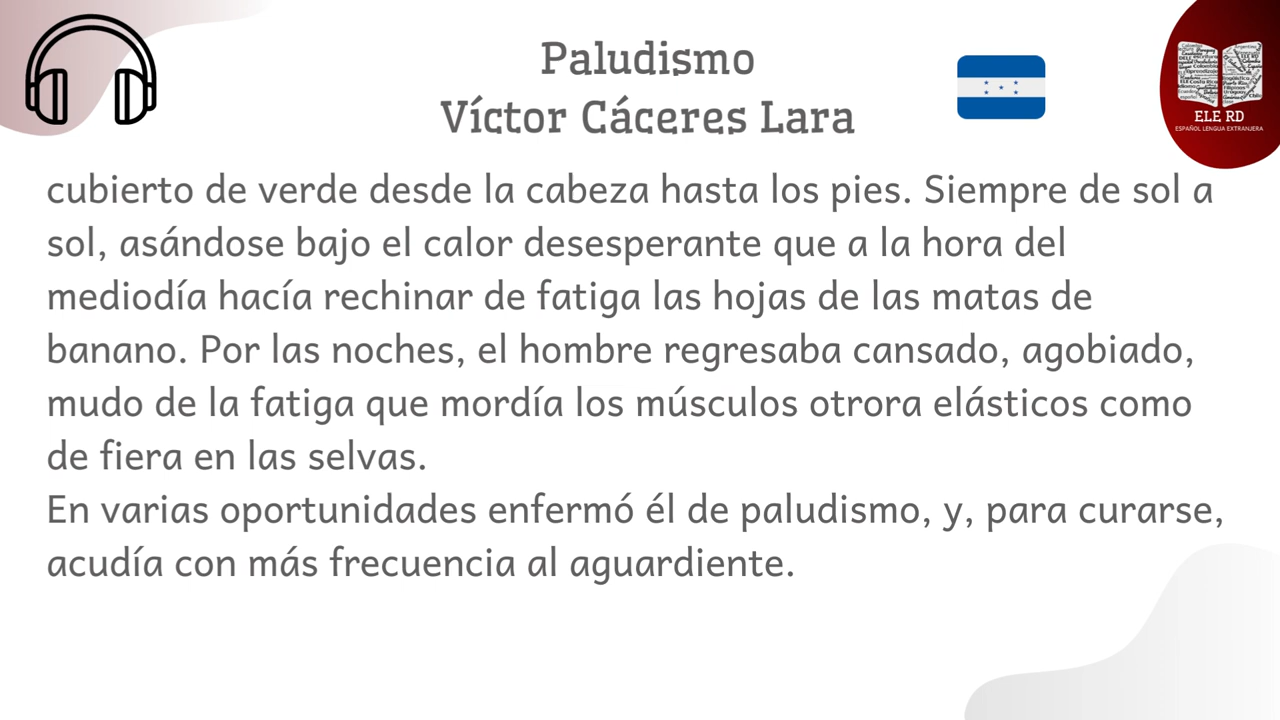 Paludismo
Víctor Cáceres Lara
ELE RD
ESPAÑOL LENGUA EXTRANJERA
cubierto de verde desde la cabeza hasta los pies. Siempre de sol a
sol, asándose bajo el calor desesperante que a la hora del
mediodía hacía rechinar de fatiga las hojas de las matas de
banano. Por las noches, el hombre regresaba cansado, agobiado,
mudo de la fatiga que mordía los músculos otrora elásticos como
de fiera en las selvas.
En varias oportunidades enfermó él de paludismo, y, para curarse,
acudía con más frecuencia al aguardiente.